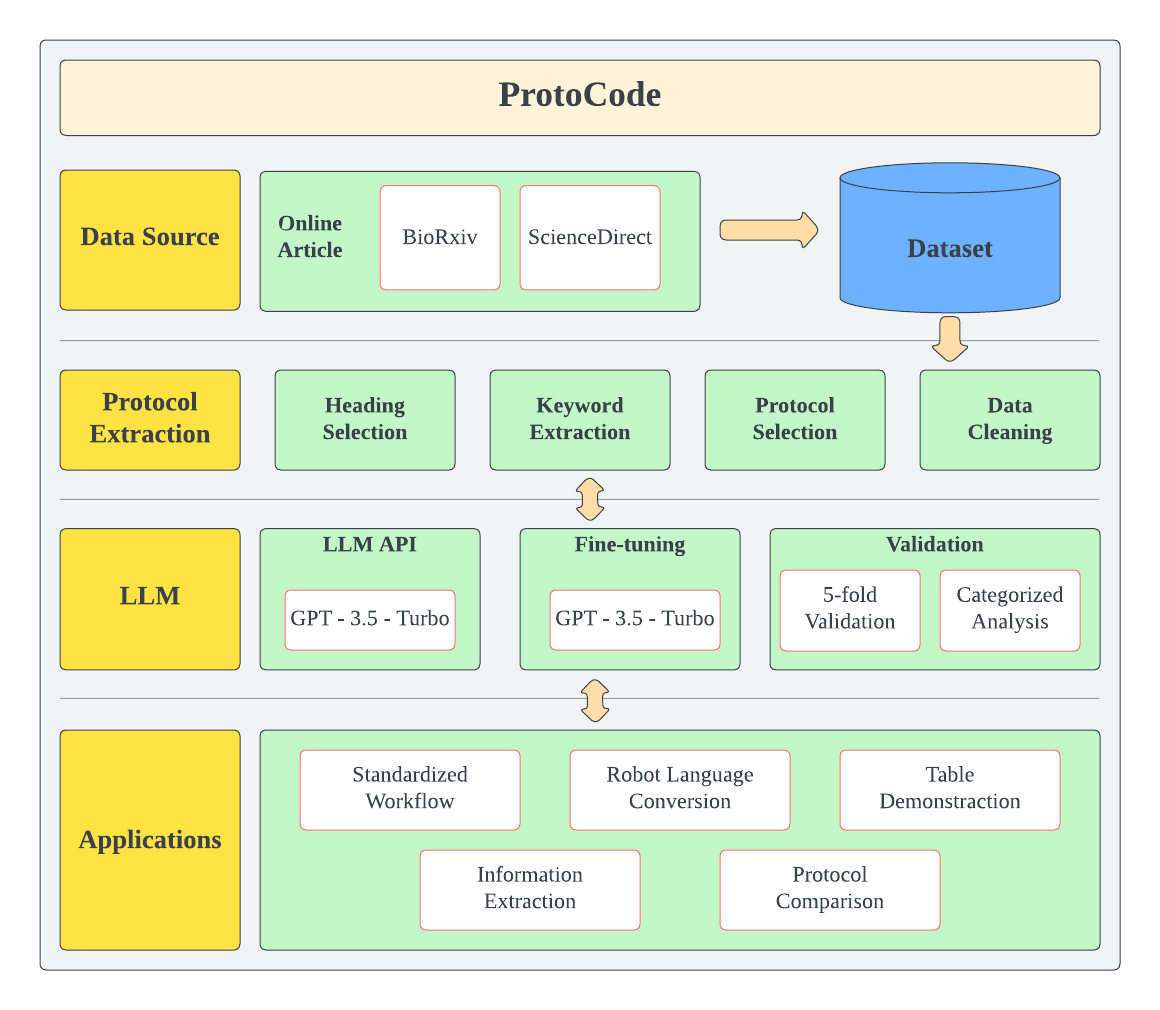 ProtoCode
Data Source
Online
Article
BioRxiv
ScienceDirect
Dataset
Protocol
Extraction
Heading
Selection
Keyword
Extraction
Protocol
Selection
Data
Cleaning
LLM
LLM API
GPT - 3.5 - Turbo
Fine-tuning
GPT - 3.5 - Turbo
Validation
5-fold
Validation
Categorized
Analysis
Applications
Standardized
Workflow
Robot Language
Conversion
Table
Demonstraction
Information
Extraction
Protocol
Comparison